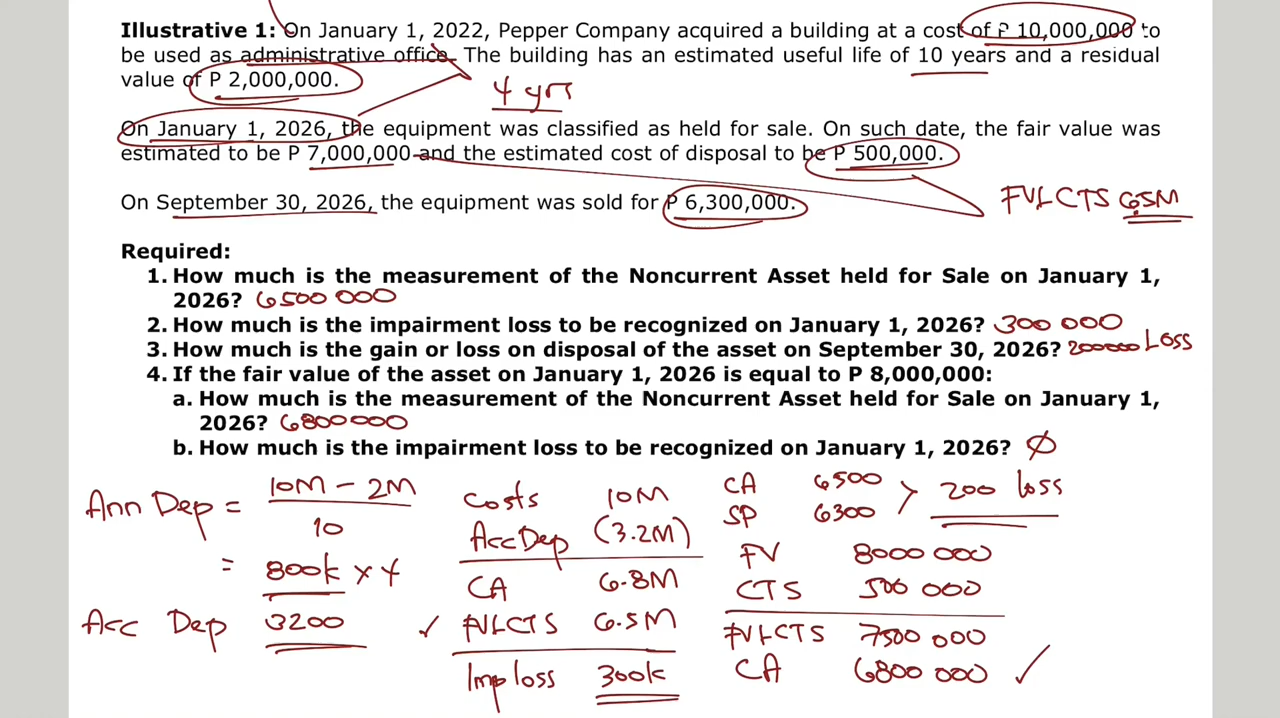 Illustrative 1: On January 1, 2022, Pepper Company acquired a building at a cost of P 10,000,000 to
be used as administrative office. The building has an estimated useful life of 10 years and a residual
value of P 2,000,000.
4 yrs
On January 1, 2026, the equipment was classified as held for sale. On such date, the fair value was
estimated to be P 7,000,000 and the estimated cost of disposal to be P 500,000.
On September 30, 2026, the equipment was sold for P 6,300,000.
FVLCTS 6.5M
Required:
1. How much is the measurement of the Noncurrent Asset held for Sale on January 1,
2026? 6500 000
2. How much is the impairment loss to be recognized on January 1, 2026? 300 000
3. How much is the gain or loss on disposal of the asset on September 30, 2026? 200000 Loss
4. If the fair value of the asset on January 1, 2026 is equal to P 8,000,000:
a. How much is the measurement of the Noncurrent Asset held for Sale on January 1,
2026? 6800000
b. How much is the impairment loss to be recognized on January 1, 2026? Ø
Ann Dep = 10M - 2M
10
= 800k x 4
Acc Dep 3200
Costs 10M
Acc Dep (3.2M)
CA 6.8M
✓ FVLCTS 6.5M
Imp loss 300k
CA 6500
SP 6300 > 200 loss
FV 8000 000
CTS 500 000
FVLCTS 7500 000
CA 6800 000 ✓